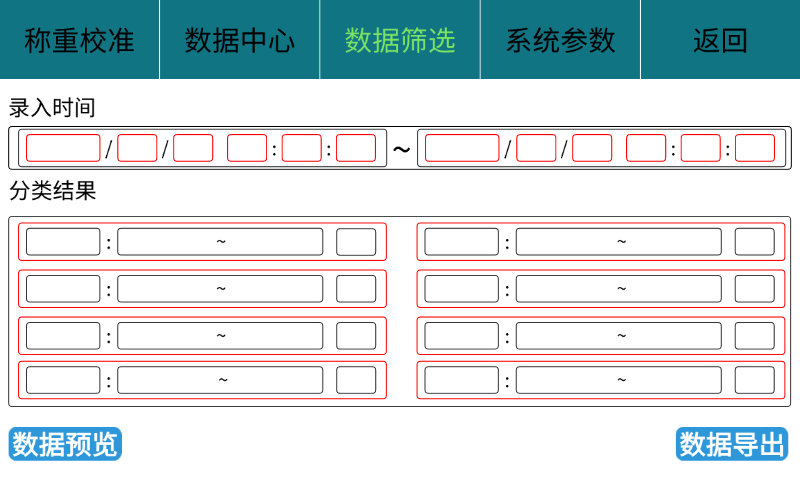 称重校准 数据中心 数据筛选 系统参数 返回
录入时间
/ / : : ～ / / : :
分类结果
: ~ : ~
: ~ : ~
: ~ : ~
: ~ : ~
数据预览 数据导出